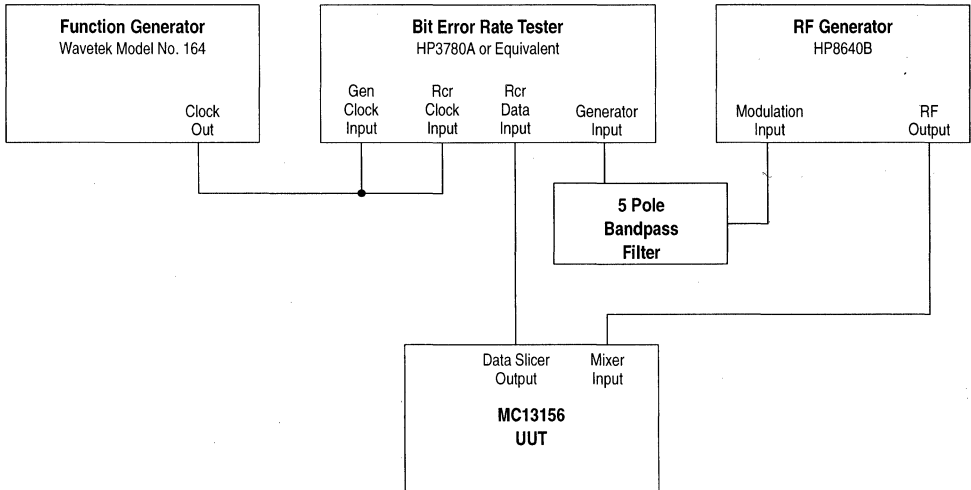 Function Generator
Wavetek Model No. 164
Clock
Out
Bit Error Rate Tester
HP3780A or Equivalent
Gen
Clock
Input
Rcr
Clock
Input
Rcr
Data
Input
Generator
Input
RF Generator
HP8640B
Modulation
Input
RF
Output
5 Pole
Bandpass
Filter
Data Slicer
Output
Mixer
Input
MC13156
UUT